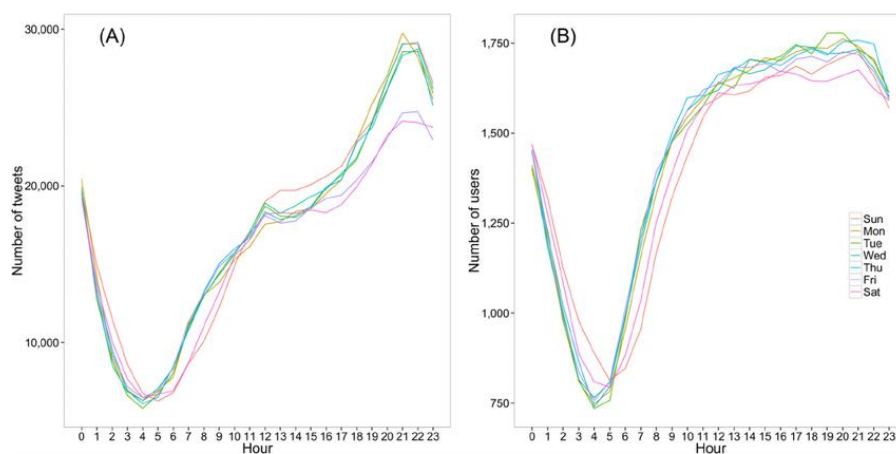 (A)
Number of tweets
30,000
20,000
10,000
0 1 2 3 4 5 6 7 8 9 10 11 12 13 14 15 16 17 18 19 20 21 22 23
Hour
(B)
Number of users
1,750
1,500
1,250
1,000
750
0 1 2 3 4 5 6 7 8 9 10 11 12 13 14 15 16 17 18 19 20 21 22 23
Hour
Sun
Mon
Tue
Wed
Thu
Fri
Sat